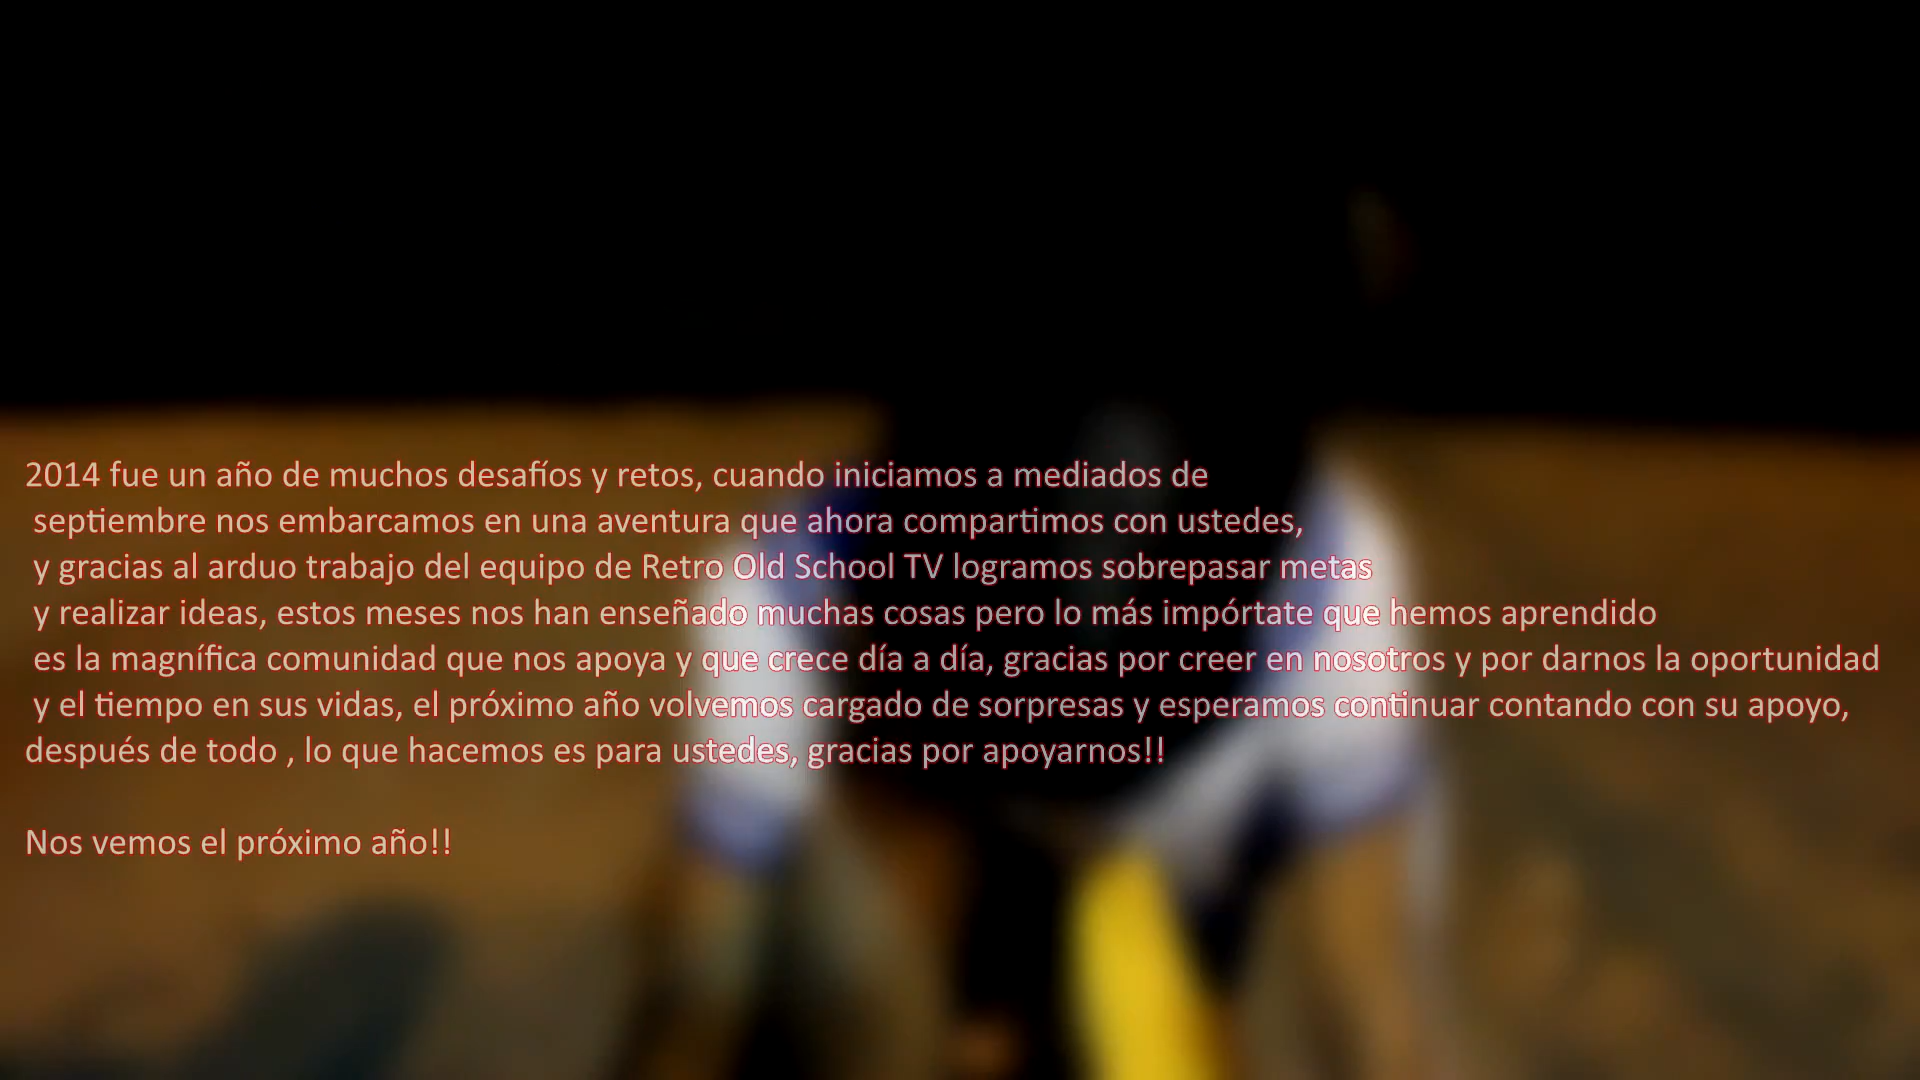 2014 fue un año de muchos desafíos y retos, cuando iniciamos a mediados de
septiembre nos embarcamos en una aventura que ahora compartimos con ustedes,
y gracias al arduo trabajo del equipo de Retro Old School TV logramos sobrepasar metas
y realizar ideas, estos meses nos han enseñado muchas cosas pero lo más impórtate que hemos aprendido
es la magnífica comunidad que nos apoya y que crece día a día, gracias por creer en nosotros y por darnos la oportunidad
y el tiempo en sus vidas, el próximo año volvemos cargado de sorpresas y esperamos continuar contando con su apoyo,
después de todo , lo que hacemos es para ustedes, gracias por apoyarnos!!
Nos vemos el próximo año!!